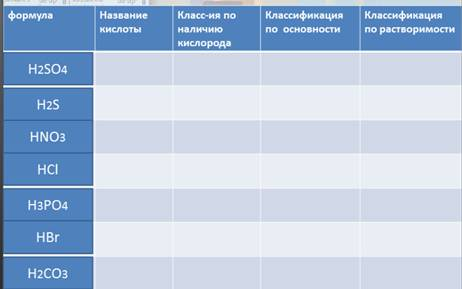 формула
Название
кислоты
Класс-ия по
наличию
кислорода
Классификация
по основности
Классификация
по растворимости
H2SO4
H2S
HNO3
HCl
H3PO4
HBr
H2CO3